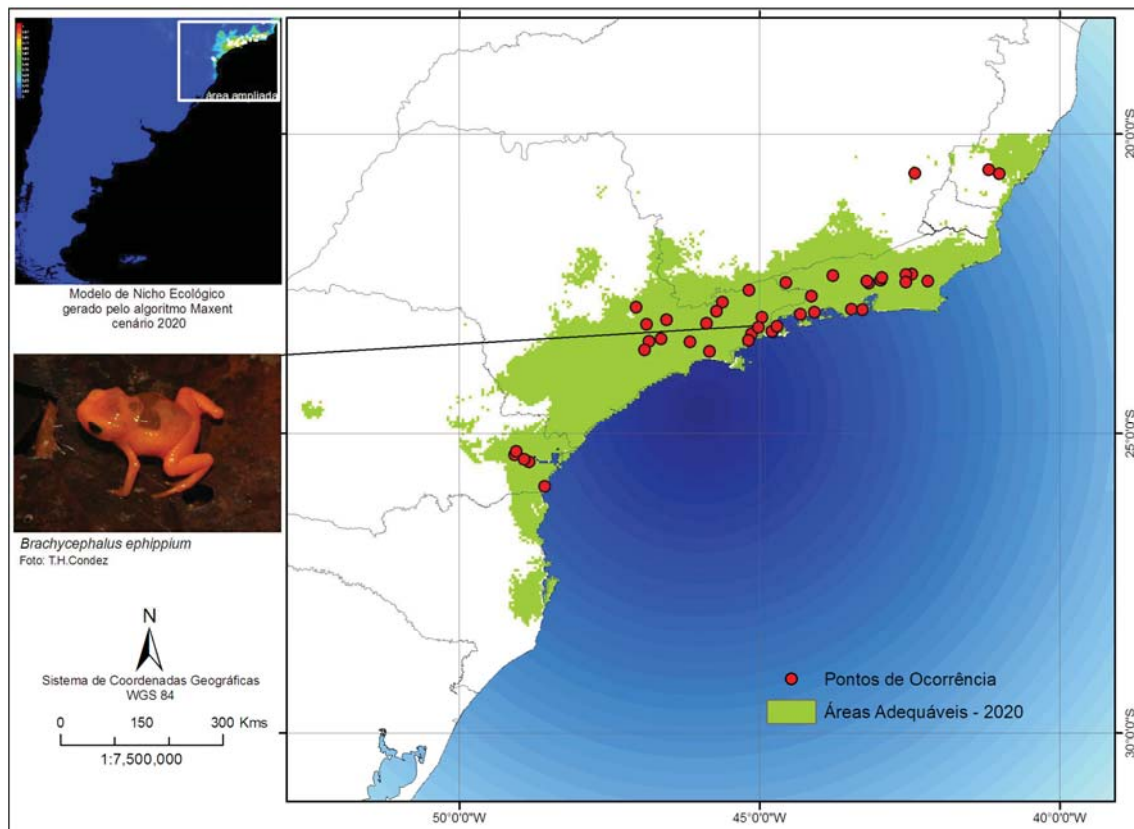 área ampliada
Modelo de Nicho Ecológico
gerado pelo algoritmo Maxent
cenário 2020
Brachycephalus ephippium
Foto: T.H.Condez
N
Sistema de Coordenadas Geográficas
WGS 84
0 150 300 Kms
1:7,500,000
20°0'0"S
25°0'0"S
30°0'0"S
Pontos de Ocorrência
Áreas Adequáveis - 2020
50°0'0"W 45°0'0"W 40°0'0"W